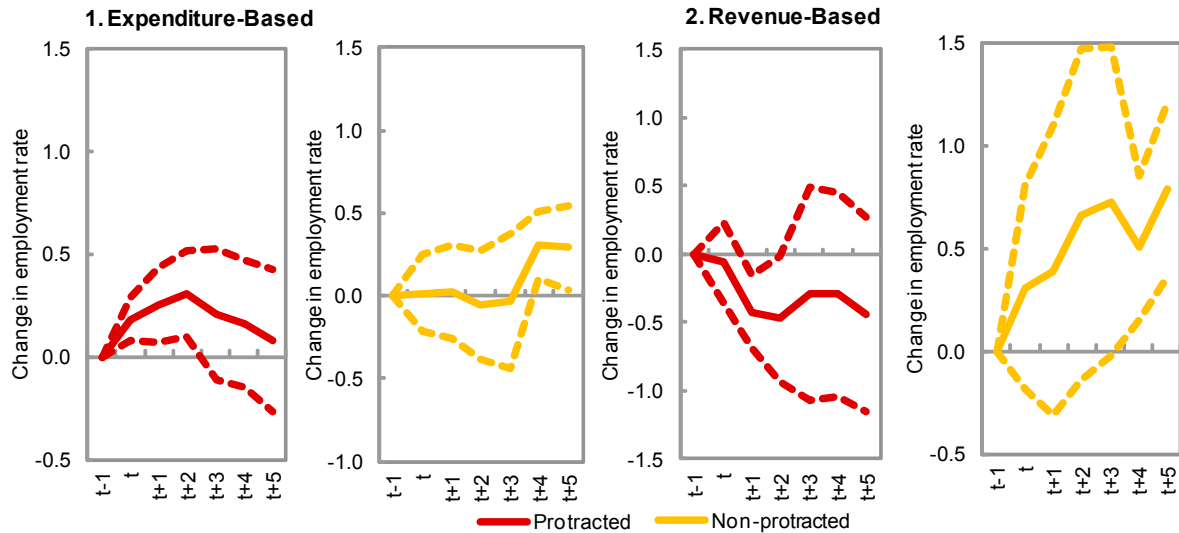 1. Expenditure-Based
2. Revenue-Based
Change in employment rate
1.5
1.0
0.5
0.0
-0.5
t-1
t
t+1
t+2
t+3
t+4
t+5
Change in employment rate
1.5
1.0
0.5
0.0
-0.5
-1.0
t-1
t
t+1
t+2
t+3
t+4
t+5
Change in employment rate
1.5
1.0
0.5
0.0
-0.5
-1.0
-1.5
t-1
t
t+1
t+2
t+3
t+4
t+5
Change in employment rate
1.5
1.0
0.5
0.0
-0.5
t-1
t
t+1
t+2
t+3
t+4
t+5
Protracted
Non-protracted